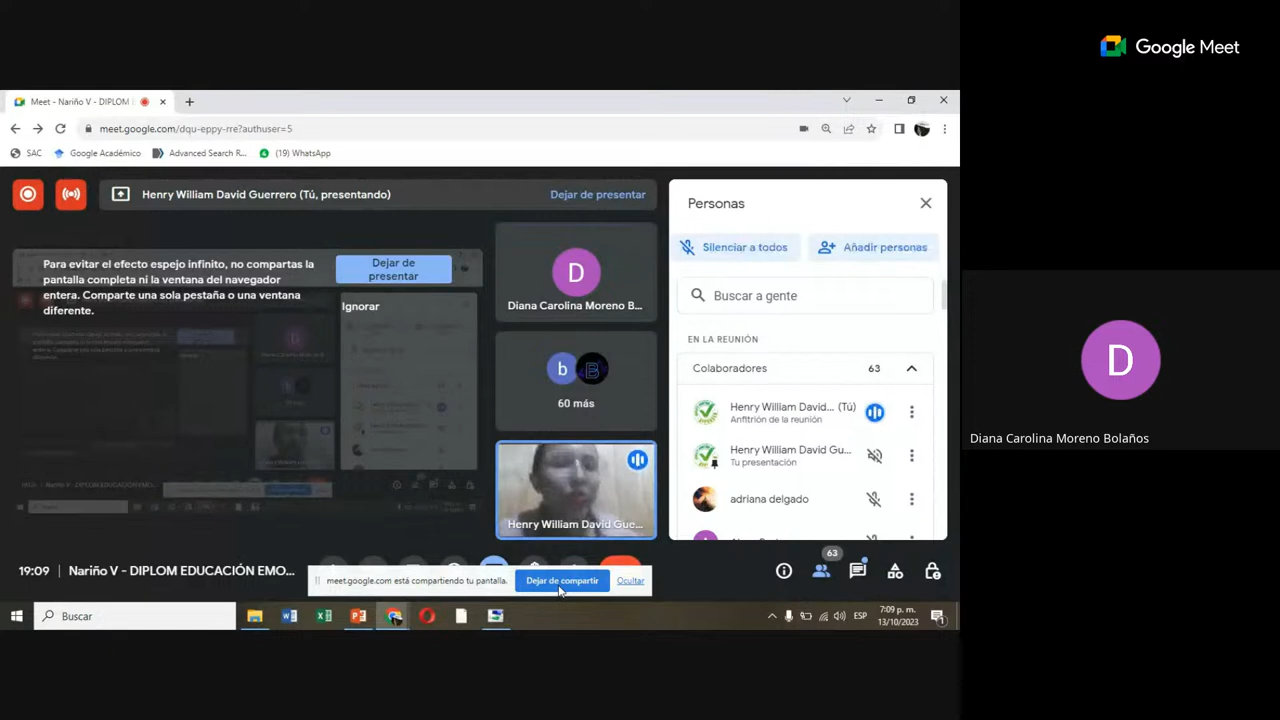 Google Meet
Meet - Nariño V - DIPLOM
meet.google.com/dqu-eppy-rre?authuser=5
SAC
Google Académico
Advanced Search R...
(19) WhatsApp
Henry William David Guerrero (Tú, presentando)
Dejar de presentar
Personas
Silenciar a todos
Añadir personas
Para evitar el efecto espejo infinito, no compartas la
pantalla completa ni la ventana del navegador
entera. Comparte una sola pestaña o una ventana
diferente.
Dejar de
presentar
Ignorar
D
Diana Carolina Moreno B...
b B
60 más
Henry William David Gue...
Buscar a gente
EN LA REUNIÓN
Colaboradores 63
Henry William David... (Tú)
Anfitrión de la reunión
Henry William David Gu...
Tu presentación
adriana delgado
D
Diana Carolina Moreno Bolaños
19:09 | Nariño V - DIPLOM EDUCACIÓN EMO...
63
meet.google.com está compartiendo tu pantalla.
Dejar de compartir
Ocultar
Buscar
ESP
7:09 p. m.
13/10/2023
1